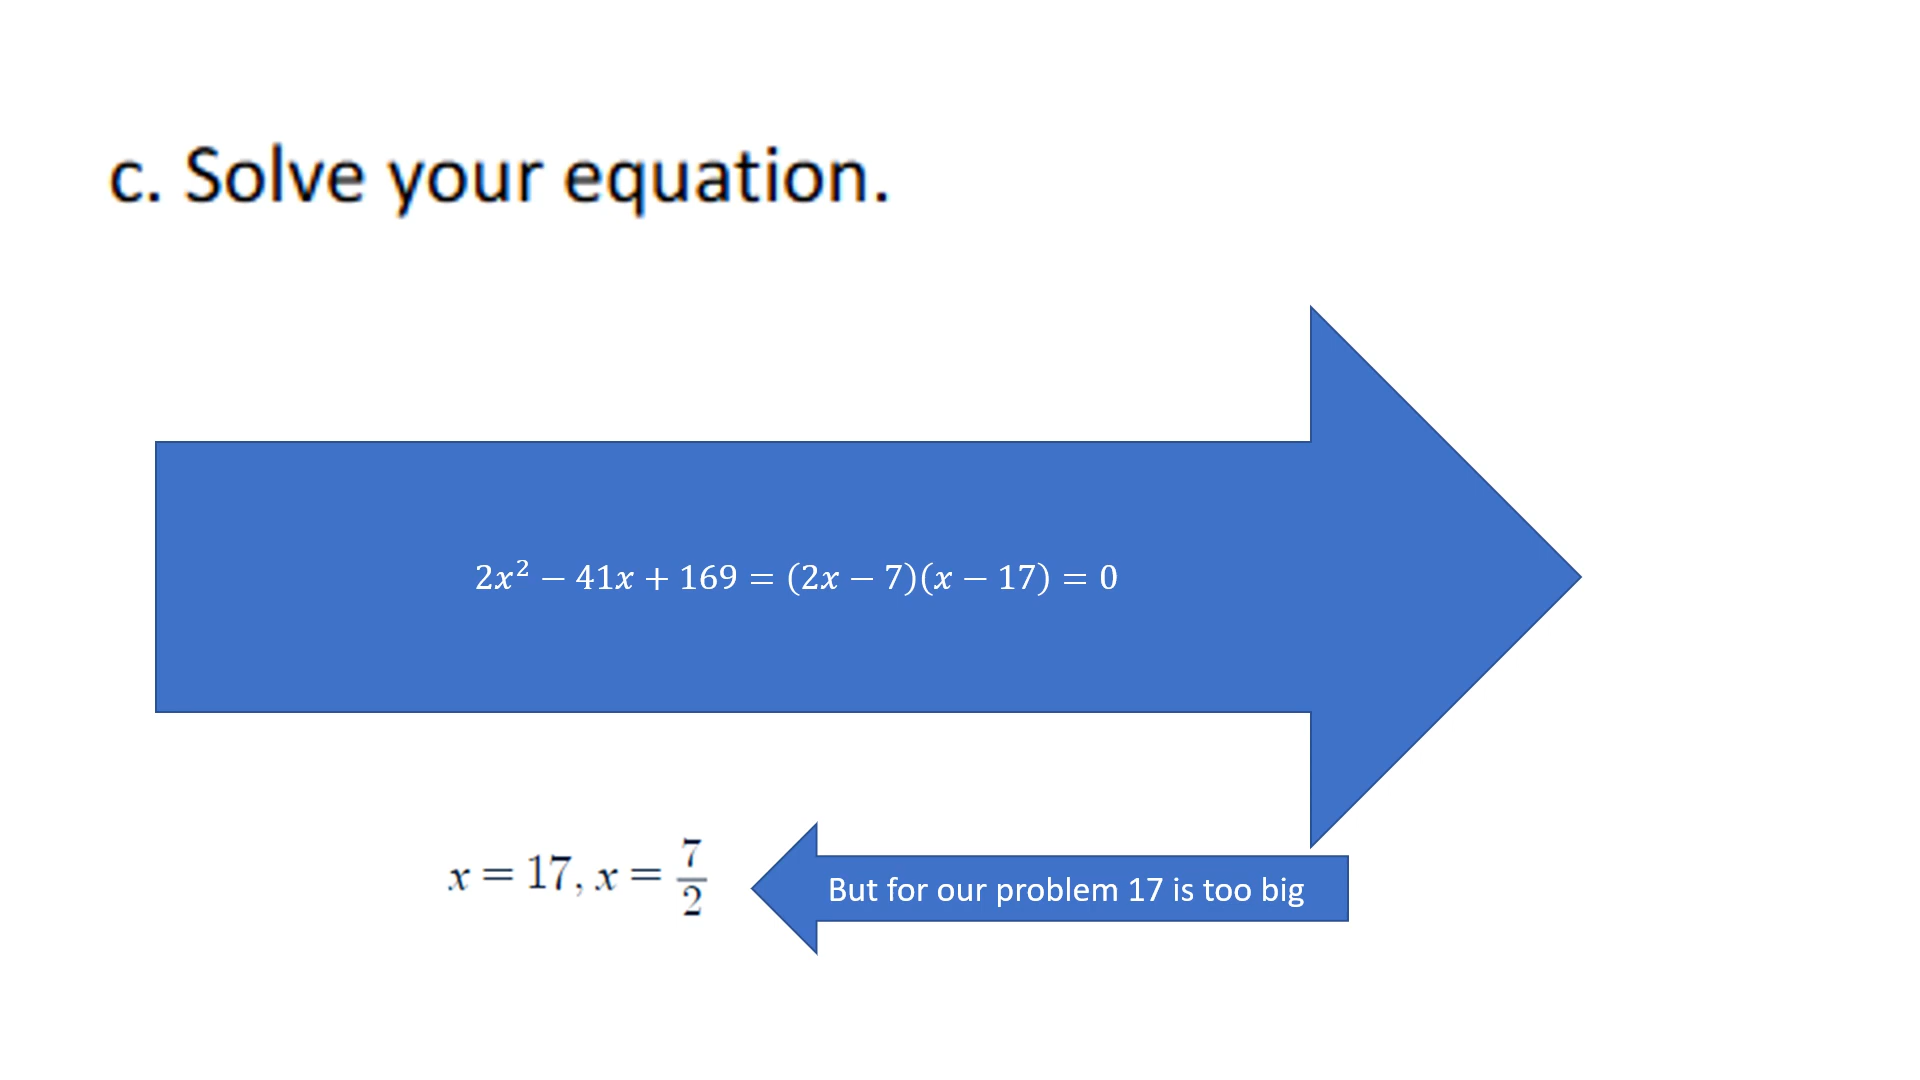 c. Solve your equation.
2x² − 41x + 169 = (2x − 7)(x − 17) = 0
x = 17, x = 7/2
But for our problem 17 is too big